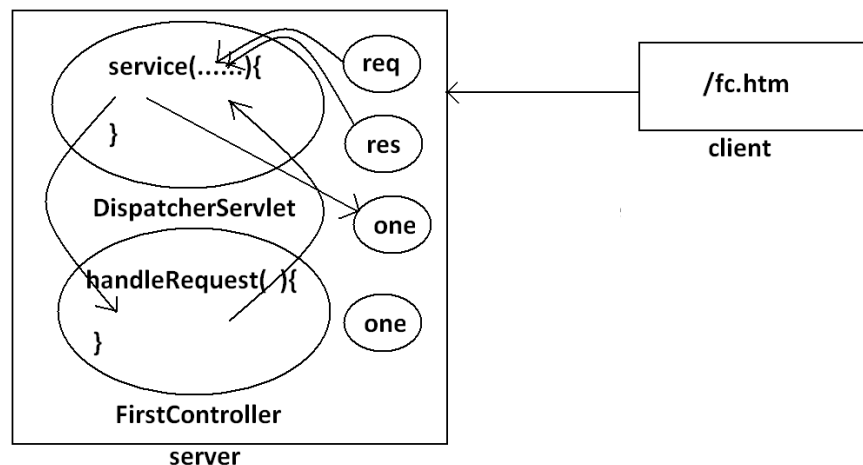 service(......){
}
req
res
DispatcherServlet
one
handleRequest( ){
}
one
FirstController
server
/fc.htm
client